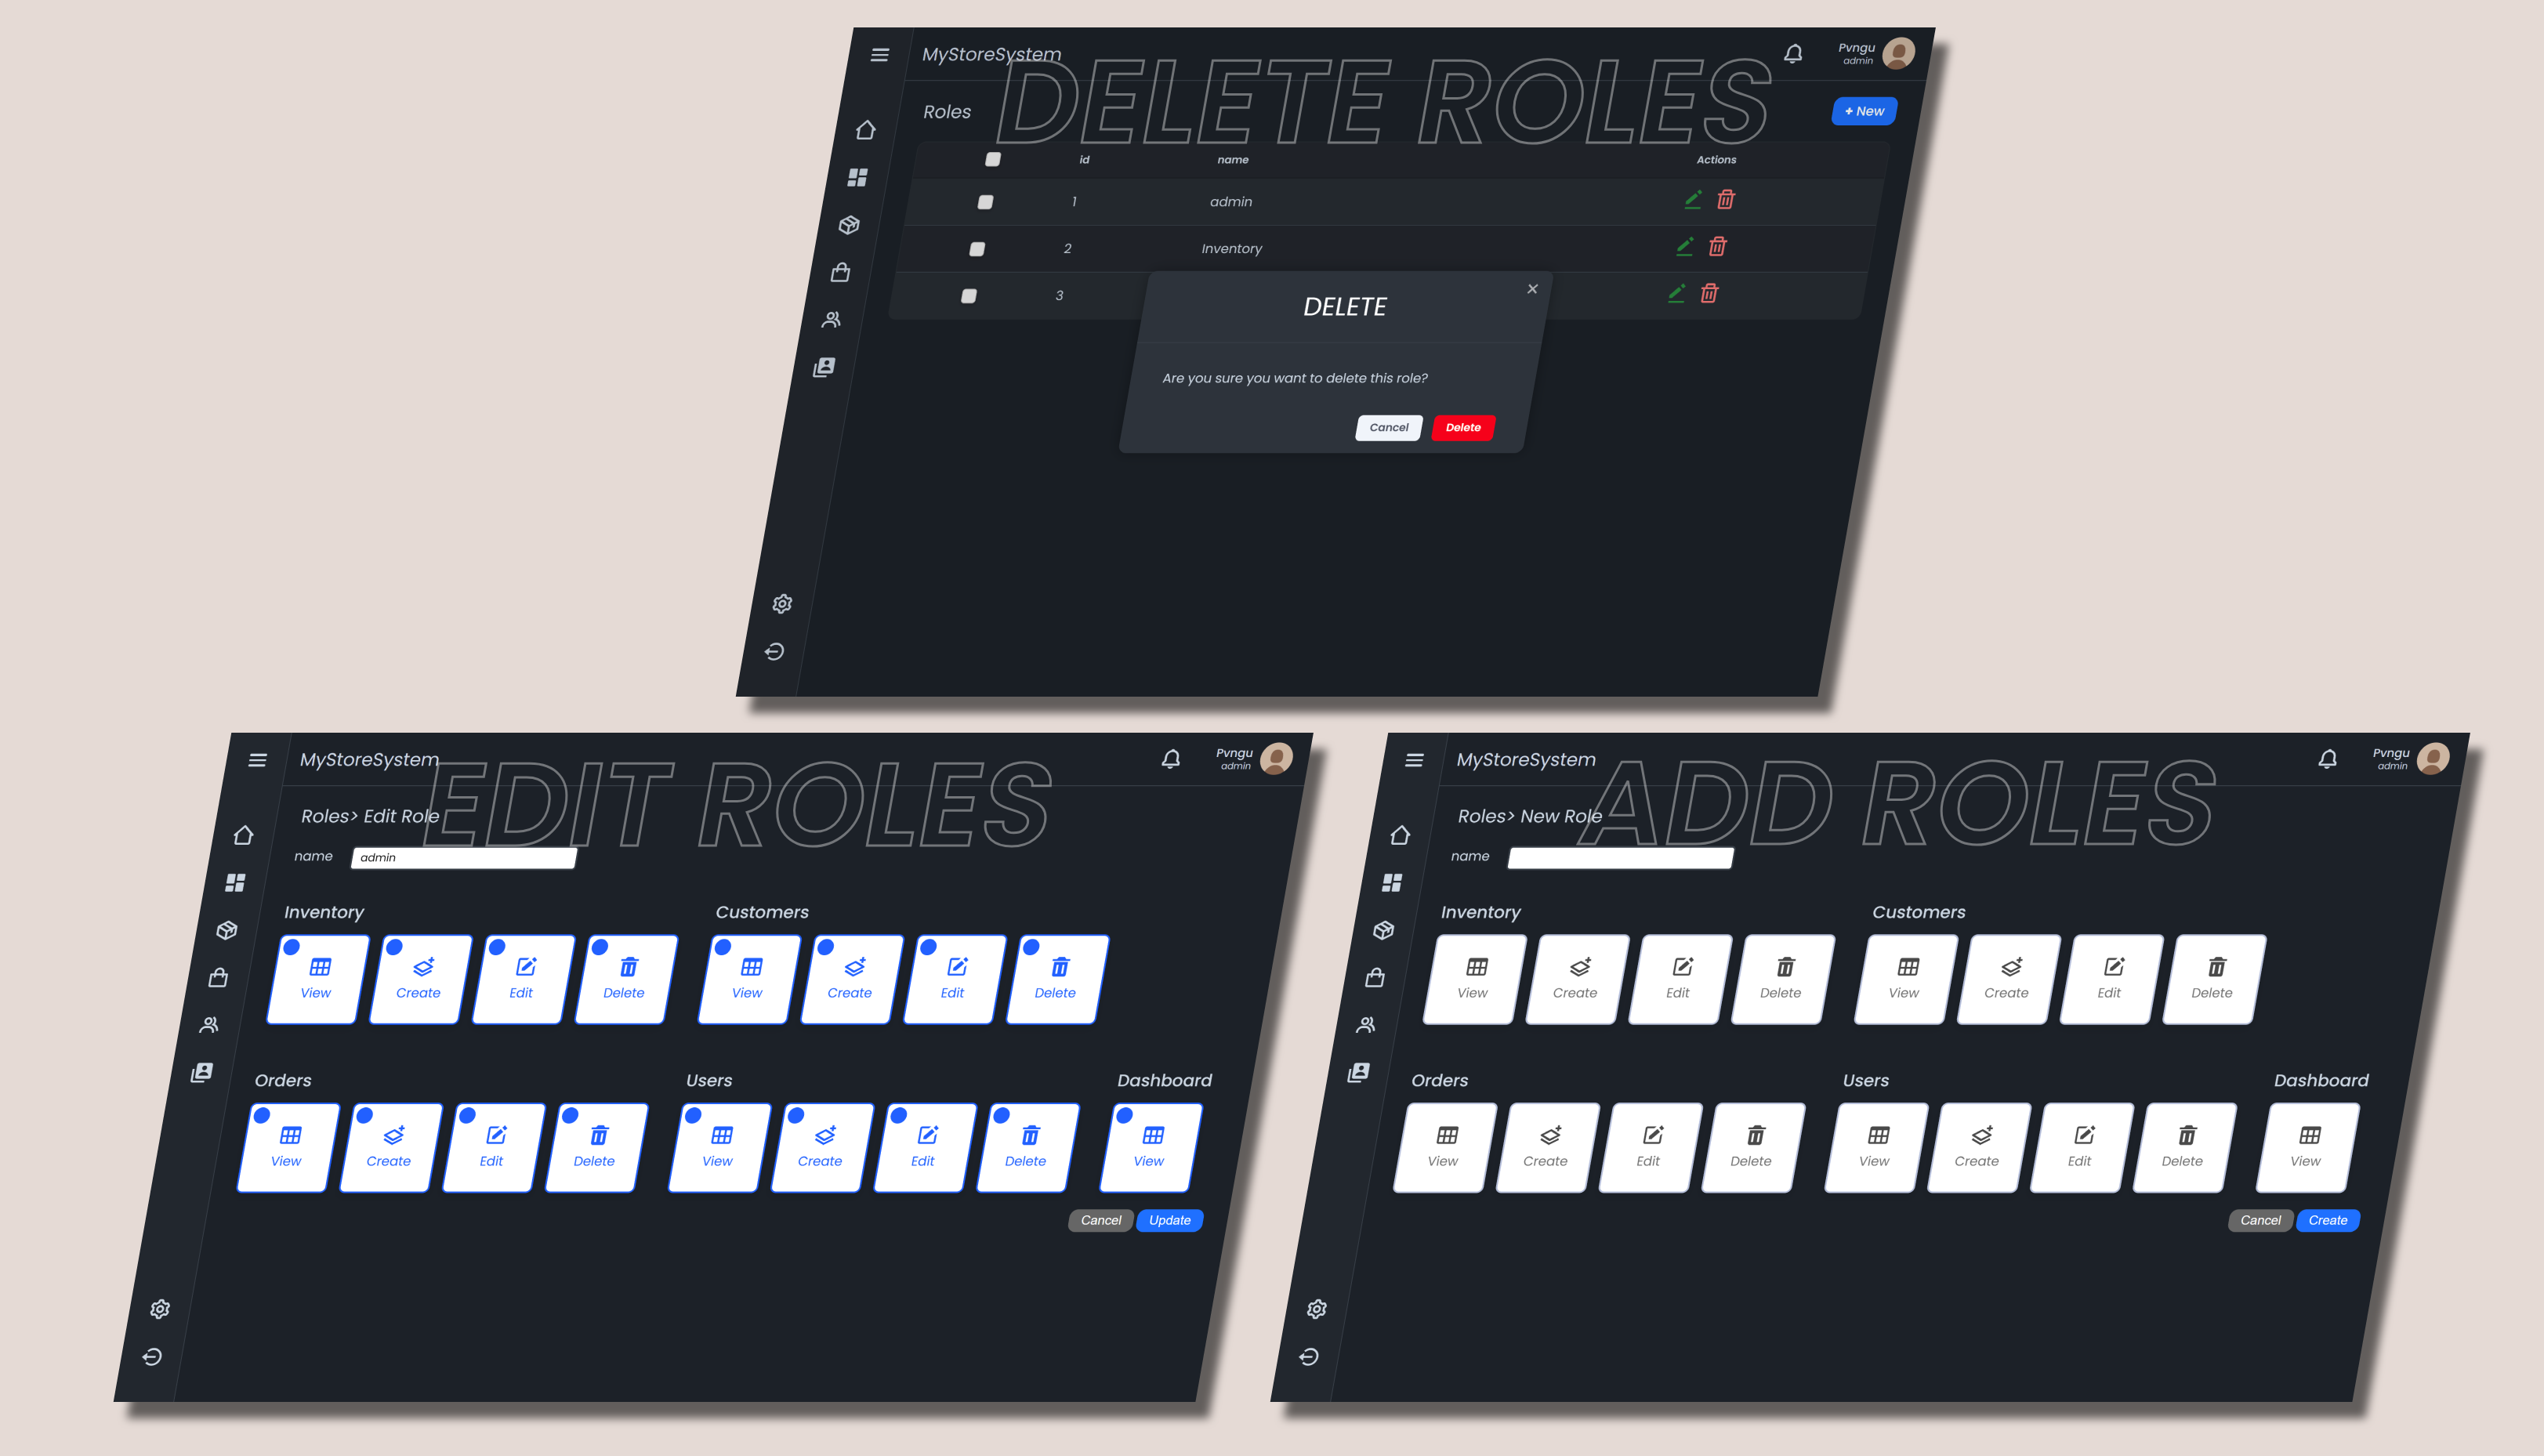 MyStoreSystem
Pvngu
admin
DELETE ROLES
Roles
+ New
id name Actions
1 admin
2 Inventory
3
DELETE
Are you sure you want to delete this role?
Cancel Delete
MyStoreSystem
Pvngu
admin
EDIT ROLES
Roles> Edit Role
name admin
Inventory Customers
View Create Edit Delete View Create Edit Delete
Orders Users Dashboard
View Create Edit Delete View Create Edit Delete View
Cancel Update
MyStoreSystem
Pvngu
admin
ADD ROLES
Roles> New Role
name
Inventory Customers
View Create Edit Delete View Create Edit Delete
Orders Users Dashboard
View Create Edit Delete View Create Edit Delete View
Cancel Create